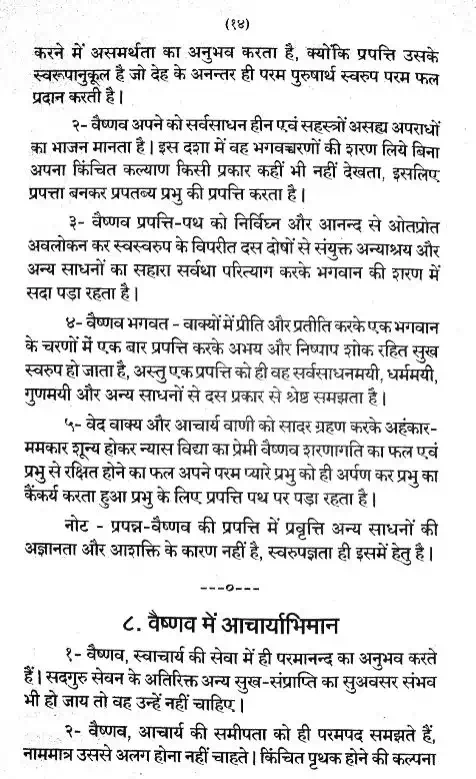 (१४)
करने में असमर्थता का अनुभव करता है, क्योंकि प्रपत्ति उसके
स्वरूपानुकूल है जो देह के अनन्तर ही परम पुरुषार्थ स्वरुप परम फल
प्रदान करती है।
२- वैष्णव अपने को सर्वसाधन हीन एवं सहस्त्रों असह्य अपराधों
का भाजन मानता है। इस दशा में वह भगवच्चरणों की शरण लिये बिना
अपना किंचित कल्याण किसी प्रकार कहीं भी नहीं देखता, इसलिए
प्रपत्ता बनकर प्रपतब्य प्रभु की प्रपत्ति करता है।
३- वैष्णव प्रपत्ति-पथ को निर्विघ्न और आनन्द से ओतप्रोत
अवलोकन कर स्वस्वरुप के विपरीत दस दोषों से संयुक्त अन्याश्रय और
अन्य साधनों का सहारा सर्वथा परित्याग करके भगवान की शरण में
सदा पड़ा रहता है।
४- वैष्णव भगवत - वाक्यों में प्रीति और प्रतीति करके एक भगवान
के चरणों में एक बार प्रपत्ति करके अभय और निष्पाप शोक रहित सुख
स्वरुप हो जाता है, अस्तु एक प्रपत्ति को ही वह सर्वसाधनमयी, धर्ममयी,
गुणमयी और अन्य साधनों से दस प्रकार से श्रेष्ठ समझता है।
५- वेद वाक्य और आचार्य वाणी को सादर ग्रहण करके अहंकार-
ममकार शून्य होकर न्यास विद्या का प्रेमी वैष्णव शरणागति का फल एवं
प्रभु से रक्षित होने का फल अपने परम प्यारे प्रभु को ही अर्पण कर प्रभु का
कैंकर्य करता हुआ प्रभु के लिए प्रपत्ति पथ पर पड़ा रहता है।
नोट - प्रपन्न-वैष्णव की प्रपत्ति में प्रवृत्ति अन्य साधनों की
अज्ञानता और आशक्ति के कारण नहीं है, स्वरुपज्ञता ही इसमें हेतु है।
---०---
८. वैष्णव में आचार्याभिमान
१- वैष्णव, स्वाचार्य की सेवा में ही परमानन्द का अनुभव करते
हैं। सदगुरु सेवन के अतिरिक्त अन्य सुख-संप्राप्ति का सुअवसर संभव
भी हो जाय तो वह उन्हें नहीं चाहिए।
२- वैष्णव, आचार्य की समीपता को ही परमपद समझते हैं,
नाममात्र उससे अलग होना नहीं चाहते। किंचित पृथक होने की कल्पना